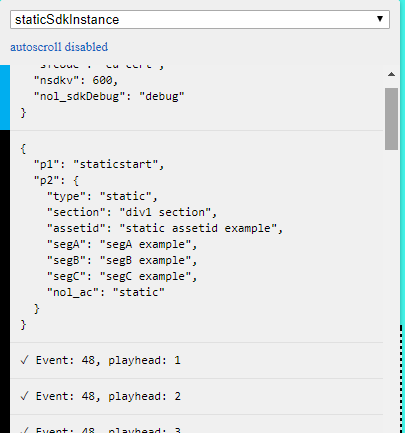 staticSdkInstance
autoscroll disabled
"nsdkv": 600,
"nol_sdkDebug": "debug"
}
{
"p1": "staticstart",
"p2": {
"type": "static",
"section": "div1 section",
"assetid": "static assetid example",
"segA": "segA example",
"segB": "segB example",
"segC": "segC example",
"nol_ac": "static"
}
}
✓ Event: 48, playhead: 1
✓ Event: 48, playhead: 2
✓ Event: 48, playhead: 3